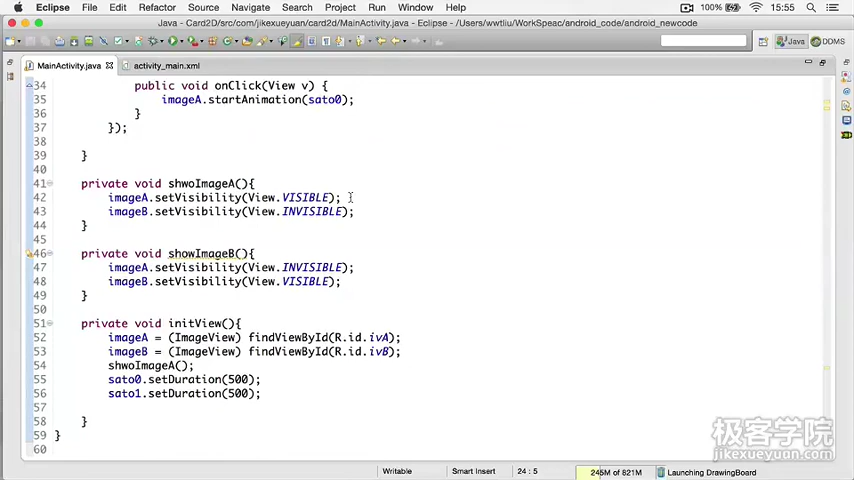 Eclipse File Edit Refactor Source Navigate Search Project Run Window Help 100% 15:55
Java - Card2D/src/com/jikexueyuan/card2d/MainActivity.java - Eclipse - /Users/wwtliu/WorkSpeac/android_code/android_newcode
Java DDMS
MainActivity.java activity_main.xml
34 public void onClick(View v) {
35 imageA.startAnimation(sato0);
36 }
37 });
38
39 }
40
41 private void shwoImageA(){
42 imageA.setVisibility(View.VISIBLE);
43 imageB.setVisibility(View.INVISIBLE);
44 }
45
46 private void showImageB(){
47 imageA.setVisibility(View.INVISIBLE);
48 imageB.setVisibility(View.VISIBLE);
49 }
50
51 private void initView(){
52 imageA = (ImageView) findViewById(R.id.ivA);
53 imageB = (ImageView) findViewById(R.id.ivB);
54 shwoImageA();
55 sato0.setDuration(500);
56 sato1.setDuration(500);
57
58 }
59 }
60
极客学院
jikexueyuan.com
Writable Smart Insert 24 : 5 245M of 821M Launching DrawingBoard